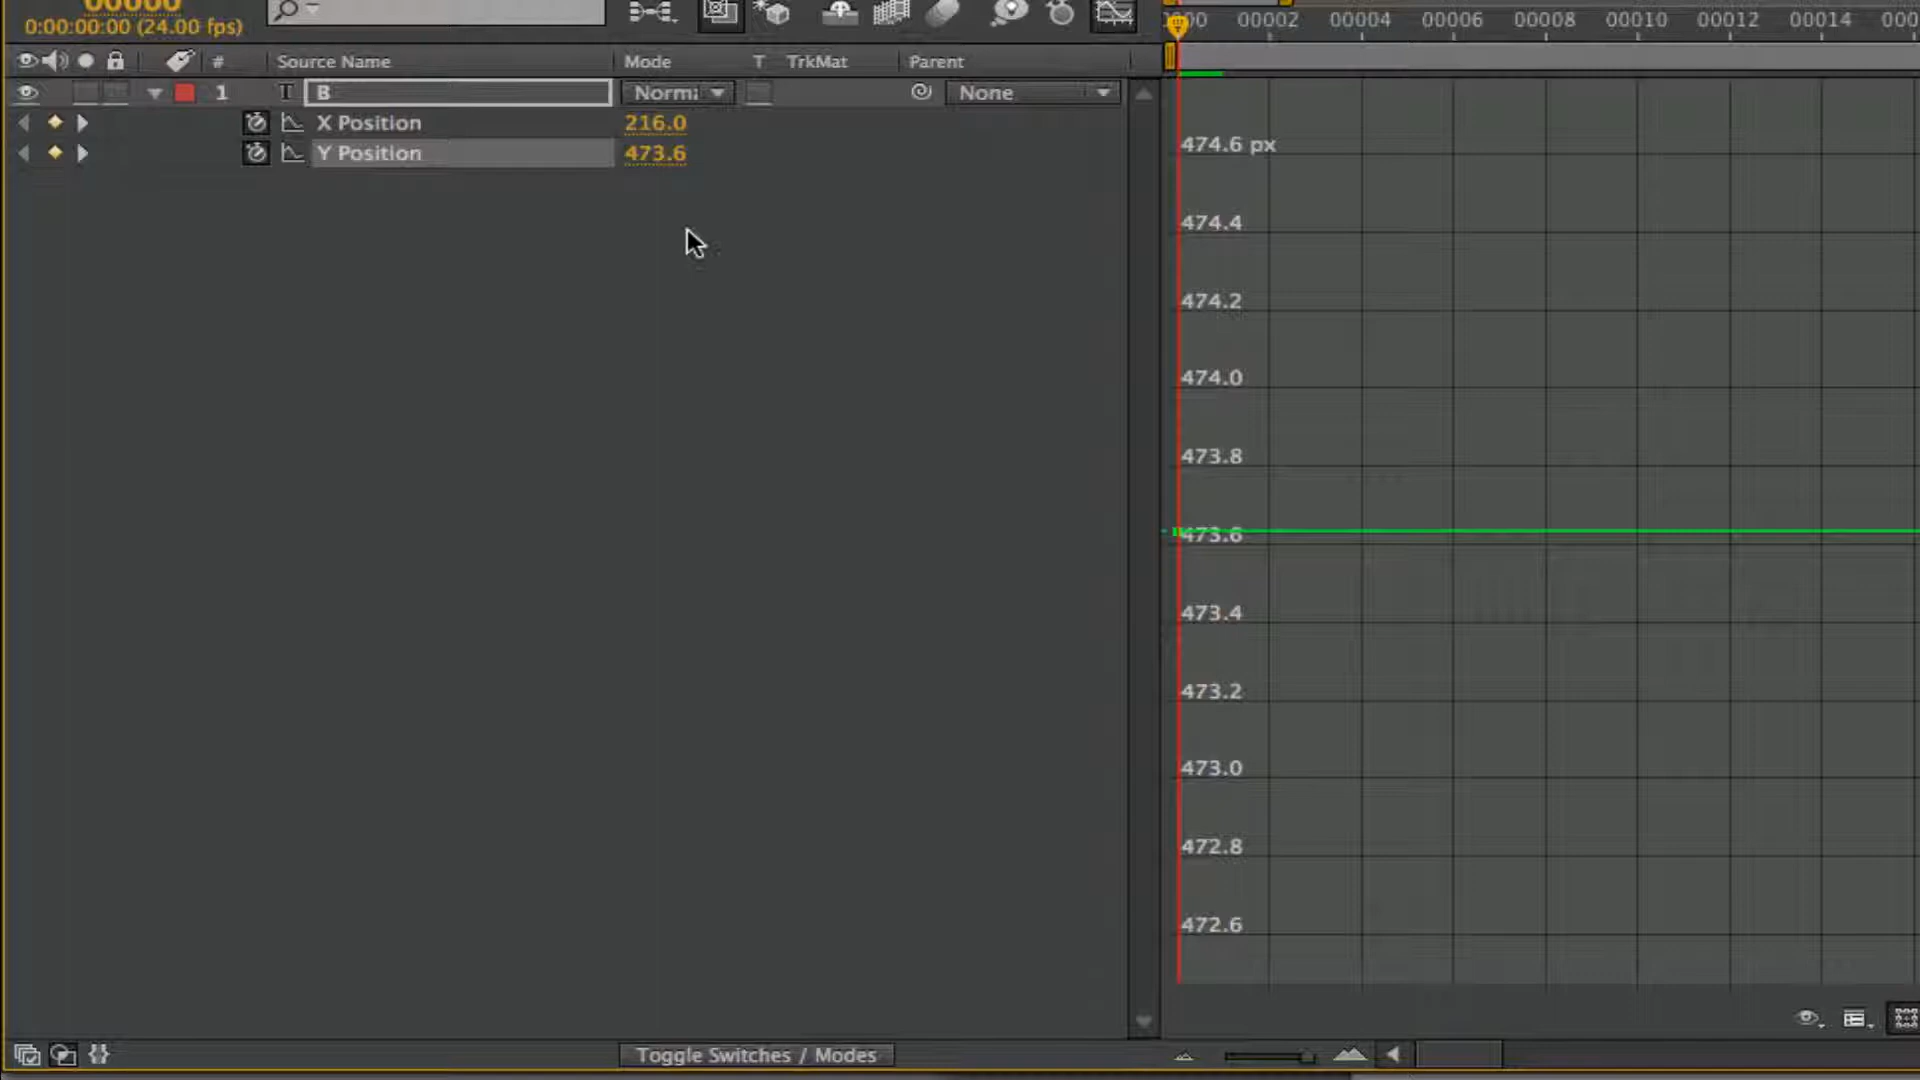 00000
0:00:00:00 (24.00 fps)
00002 00004 00006 00008 00010 00012 00014
# Source Name Mode T TrkMat Parent
1 T B Normal None
X Position 216.0
Y Position 473.6
474.6 px
474.4
474.2
474.0
473.8
473.6
473.4
473.2
473.0
472.8
472.6
Toggle Switches / Modes